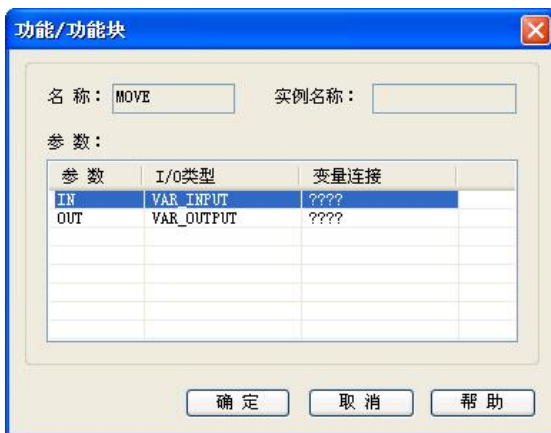 功能/功能块
名 称： MOVE 实例名称：
参 数：
参 数 I/O类型 变量连接
IN VAR_INPUT ????
OUT VAR_OUTPUT ????
确 定 取 消 帮 助